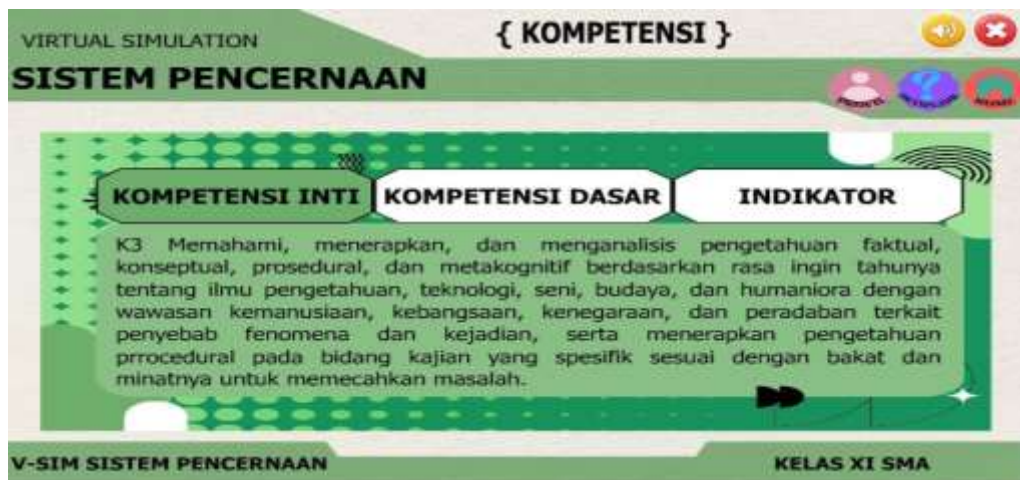 VIRTUAL SIMULATION
{ KOMPETENSI }
SISTEM PENCERNAAN
KOMPETENSI INTI
KOMPETENSI DASAR
INDIKATOR
K3 Memahami, menerapkan, dan menganalisis pengetahuan faktual,
konseptual, prosedural, dan metakognitif berdasarkan rasa ingin tahunya
tentang ilmu pengetahuan, teknologi, seni, budaya, dan humaniora dengan
wawasan kemanusiaan, kebangsaan, kenegaraan, dan peradaban terkait
penyebab fenomena dan kejadian, serta menerapkan pengetahuan
prrocedural pada bidang kajian yang spesifik sesuai dengan bakat dan
minatnya untuk memecahkan masalah.
V-SIM SISTEM PENCERNAAN
KELAS XI SMA